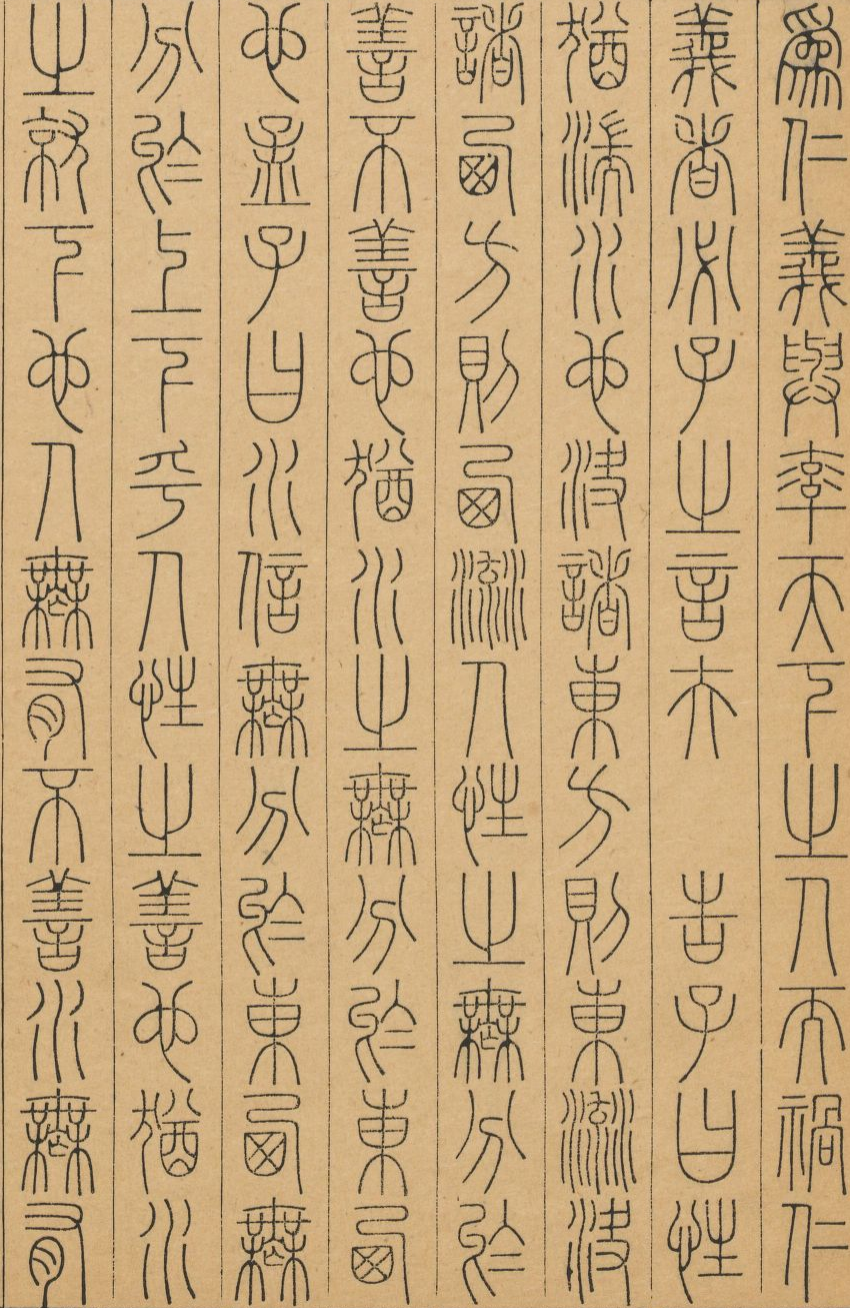 爲仁義與率天下之人而禍仁
義者必子之言夫　告子曰性
猶湍水也決諸東方則東流決
諸西方則西流人性之無分於
善不善也猶水之無分於東西
也孟子曰水信無分於東西無
分於上下乎人性之善也猶水
之就下也人無有不善水無有